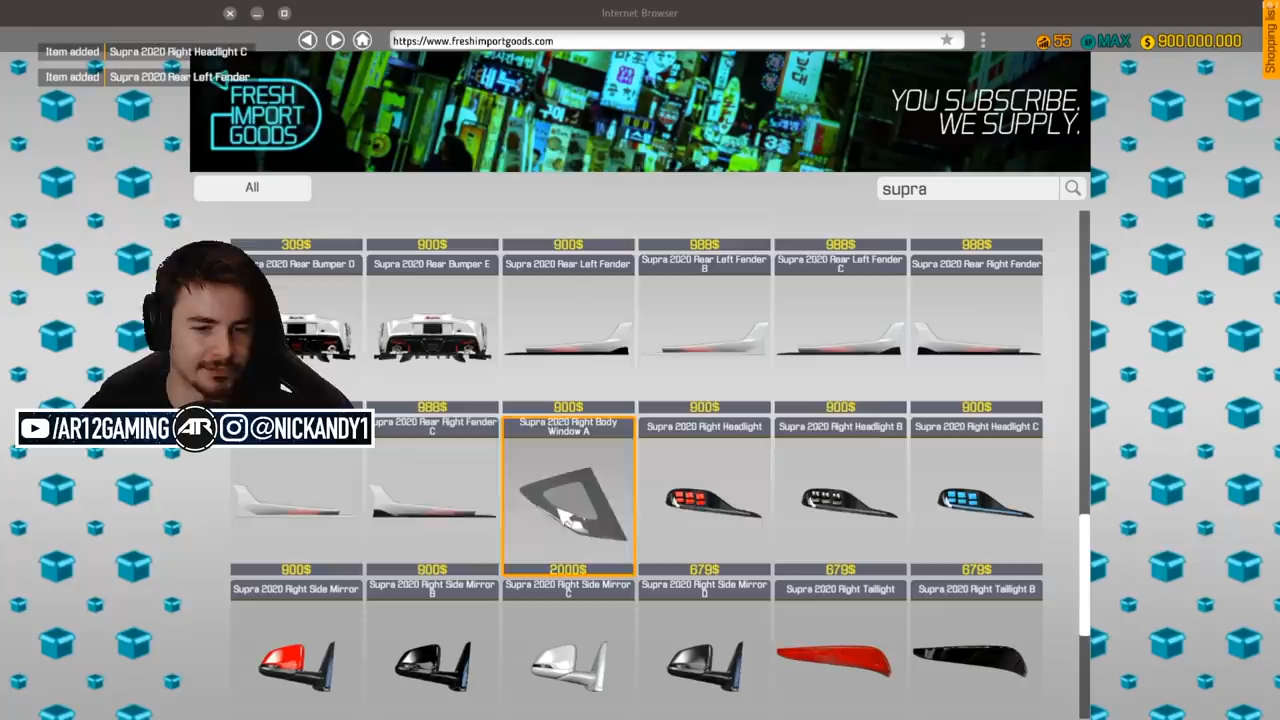 Internet Browser
https://www.freshimportgoods.com
55 XP MAX $ 900.000.000
Shopping list
Item added Supra 2020 Right Headlight C
Item added Supra 2020 Rear Left Fender
FRESH
IMPORT
GOODS
YOU SUBSCRIBE.
WE SUPPLY.
All
supra
309$ 900$ 900$ 988$ 988$ 988$
2020 Rear Bumper D
Supra 2020 Rear Bumper E
Supra 2020 Rear Left Fender
Supra 2020 Rear Left Fender
B
Supra 2020 Rear Left Fender
C
Supra 2020 Rear Right Fender
988$ 900$ 900$ 900$ 900$
2020 Rear Right Fender
C
Supra 2020 Right Body
Window A
Supra 2020 Right Headlight
Supra 2020 Right Headlight B
Supra 2020 Right Headlight C
/AR12GAMING AR @NICKANDY1
900$ 900$ 2000$ 679$ 679$ 679$
Supra 2020 Right Side Mirror
Supra 2020 Right Side Mirror
B
Supra 2020 Right Side Mirror
C
Supra 2020 Right Side Mirror
D
Supra 2020 Right Taillight
Supra 2020 Right Taillight B